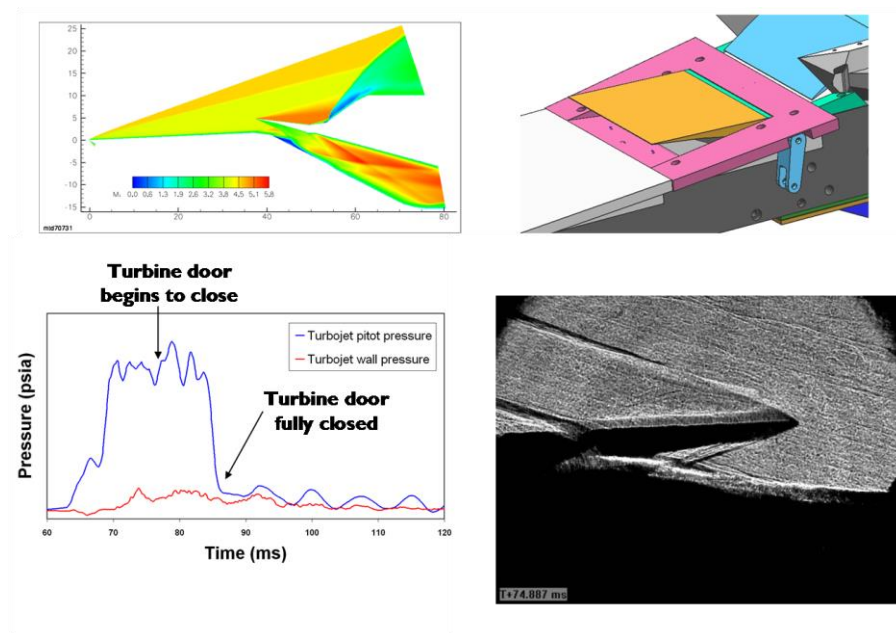 25
20
15
10
5
0
-5
-10
-15
0.0 0.6 1.3 1.9 2.6 3.2 3.8 4.5 5.1 5.8
0 20 40 60 80
mid70731
Turbine door
begins to close
Turbojet pitot pressure
Turbojet wall pressure
Turbine door
fully closed
Pressure (psia)
60 70 80 90 100 110 120
Time (ms)
T+74.887 ms